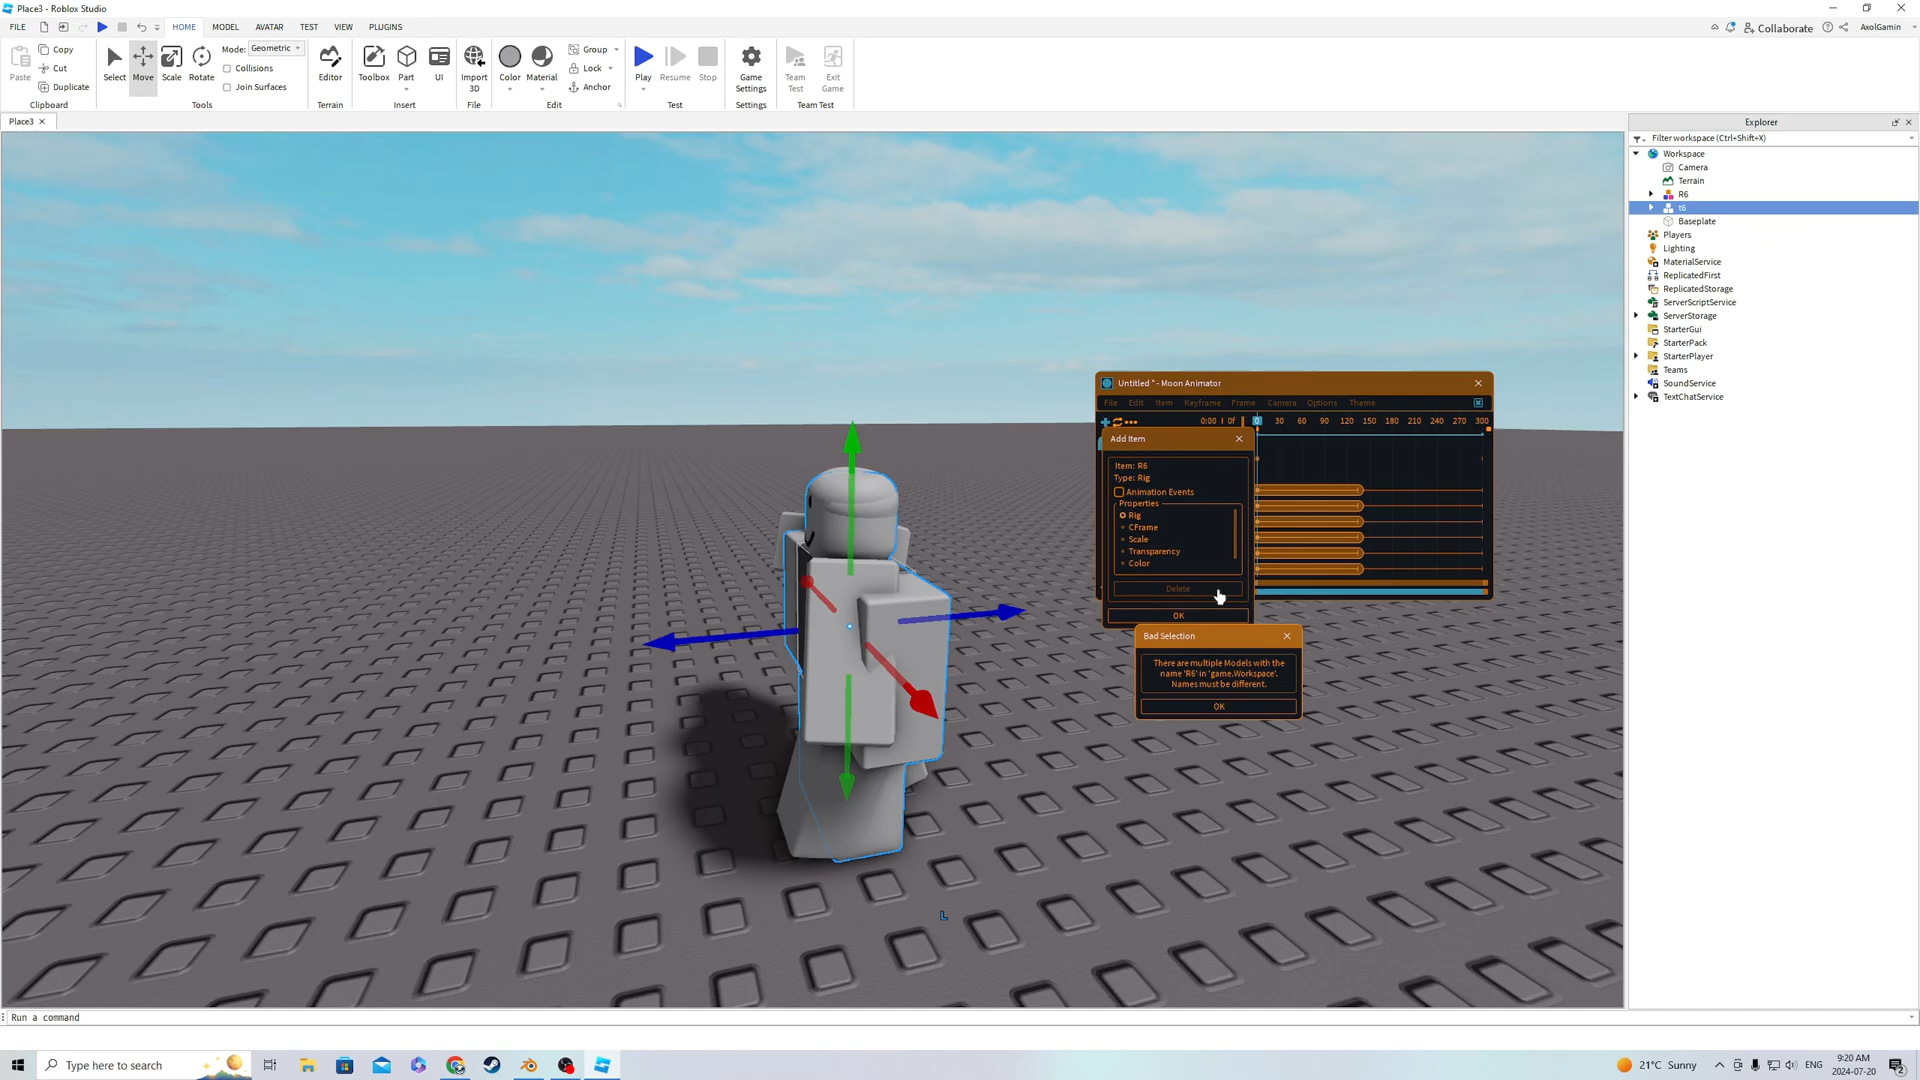 Place3 - Roblox Studio
FILE
HOME MODEL AVATAR TEST VIEW PLUGINS
Collaborate
AxolGamin
Paste
Copy
Cut
Duplicate
Clipboard
Select
Move
Scale
Rotate
Mode: Geometric
Collisions
Join Surfaces
Tools
Editor
Terrain
Toolbox
Part
UI
Insert
Import
3D
File
Color
Material
Group
Lock
Anchor
Edit
Play
Resume
Stop
Test
Game
Settings
Settings
Team
Test
Exit
Game
Team Test
Place3
Explorer
Filter workspace (Ctrl+Shift+X)
Workspace
Camera
Terrain
R6
t6
Baseplate
Players
Lighting
MaterialService
ReplicatedFirst
ReplicatedStorage
ServerScriptService
ServerStorage
StarterGui
StarterPack
StarterPlayer
Teams
SoundService
TextChatService
Untitled * - Moon Animator
File Edit Item Keyframe Frame Camera Options Theme
0:00 | 0f
0 30 60 90 120 150 180 210 240 270 300
Add Item
Item: R6
Type: Rig
Animation Events
Properties
Rig
CFrame
Scale
Transparency
Color
Delete
OK
Bad Selection
There are multiple Models with the
name 'R6' in 'game.Workspace'.
Names must be different.
OK
L
Run a command
Type here to search
21°C Sunny
ENG
9:20 AM
2024-07-20
2